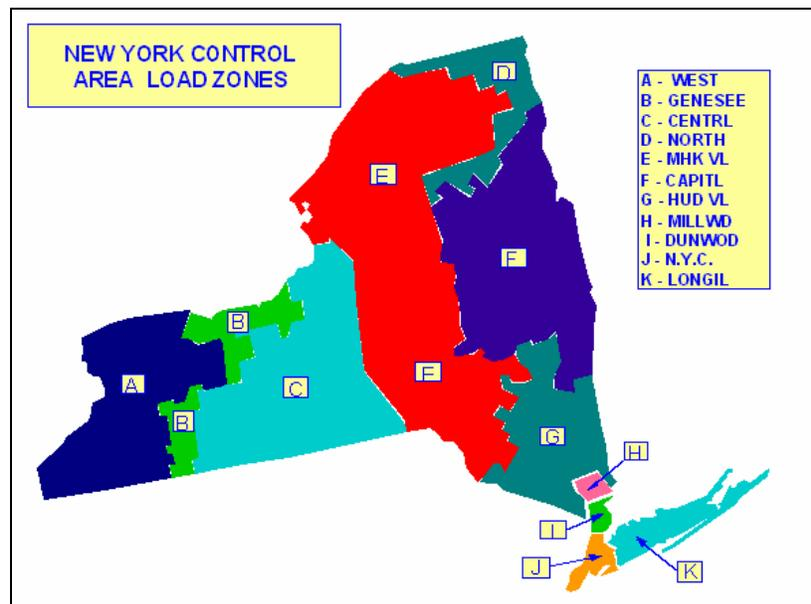 NEW YORK CONTROL
AREA LOAD ZONES
A - WEST
B - GENESEE
C - CENTRL
D - NORTH
E - MHK VL
F - CAPITL
G - HUD VL
H - MILLWD
I - DUNWOD
J - N.Y.C.
K - LONGIL
D
E
F
B
A
C
E
B
G
H
I
J
K